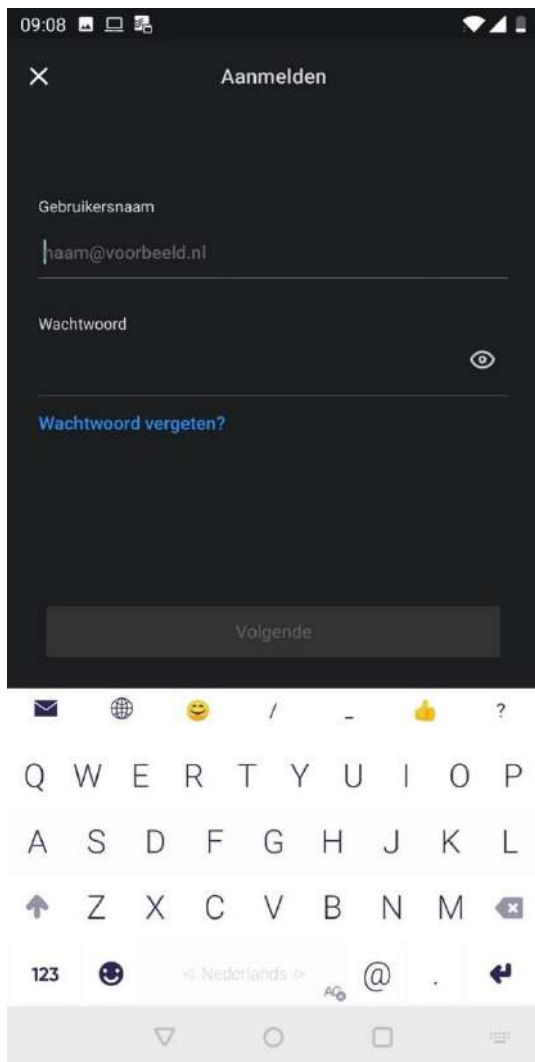 09:08
Aanmelden
Gebruikersnaam
naam@voorbeeld.nl
Wachtwoord
Wachtwoord vergeten?
Volgende
/ _ ?
Q W E R T Y U I O P
A S D F G H J K L
Z X C V B N M
123 Nederlands @ .